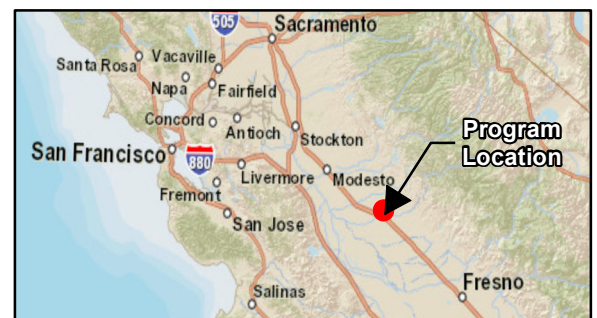 505
Sacramento
Vacaville
Santa Rosa
Napa
Fairfield
Concord
Antioch
Stockton
Program
Location
San Francisco
880
Livermore
Modesto
Fremont
San Jose
Salinas
Fresno